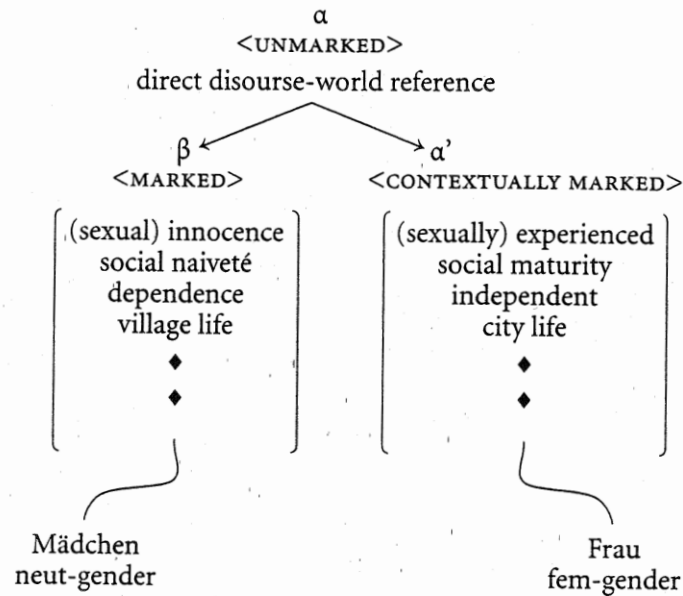 α
<UNMARKED>
direct disourse-world reference
β
<MARKED>
(sexual) innocence
social naiveté
dependence
village life
♦
♦
Mädchen
neut-gender
α’
<CONTEXTUALLY MARKED>
(sexually) experienced
social maturity
independent
city life
♦
♦
Frau
fem-gender